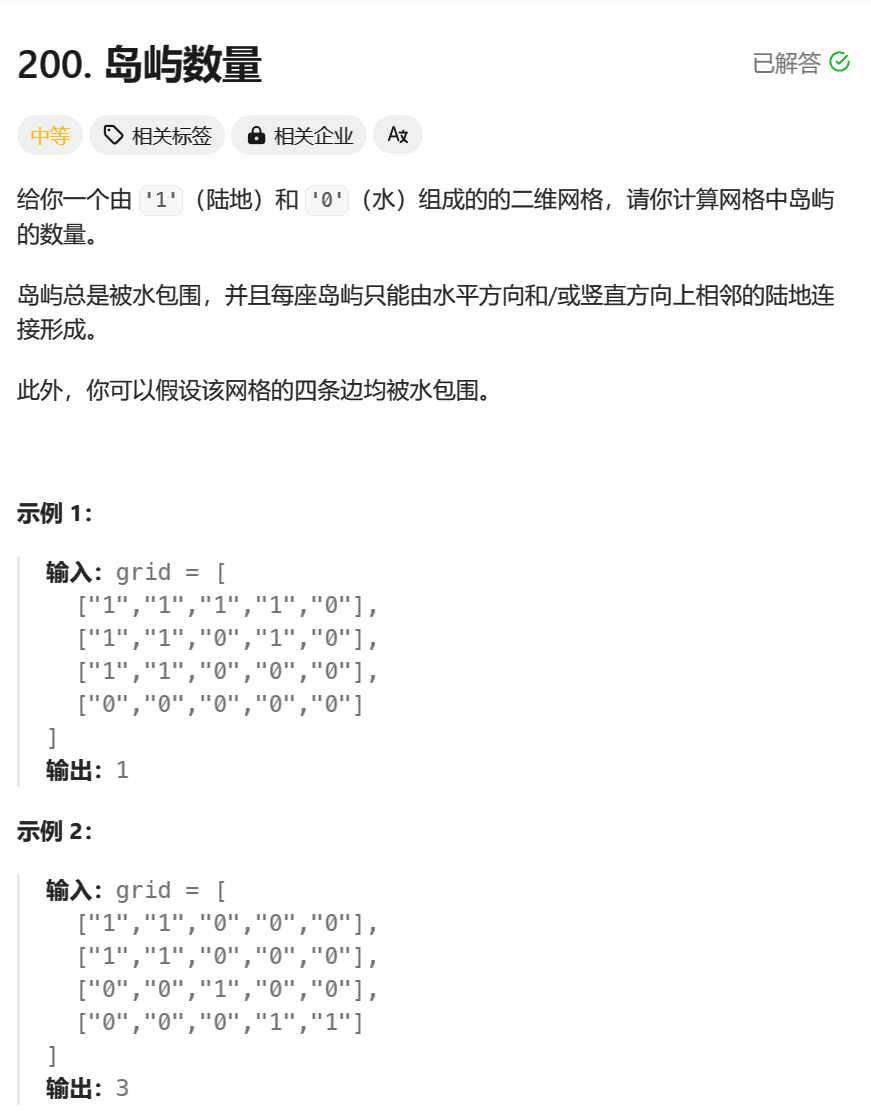 200. 岛屿数量
已解答
中等 相关标签 相关企业 A文
给你一个由 '1'（陆地）和 '0'（水）组成的的二维网格，请你计算网格中岛屿
的数量。
岛屿总是被水包围，并且每座岛屿只能由水平方向和/或竖直方向上相邻的陆地连
接形成。
此外，你可以假设该网格的四条边均被水包围。
示例 1：
输入：grid = [
["1","1","1","1","0"],
["1","1","0","1","0"],
["1","1","0","0","0"],
["0","0","0","0","0"]
]
输出：1
示例 2：
输入：grid = [
["1","1","0","0","0"],
["1","1","0","0","0"],
["0","0","1","0","0"],
["0","0","0","1","1"]
]
输出：3